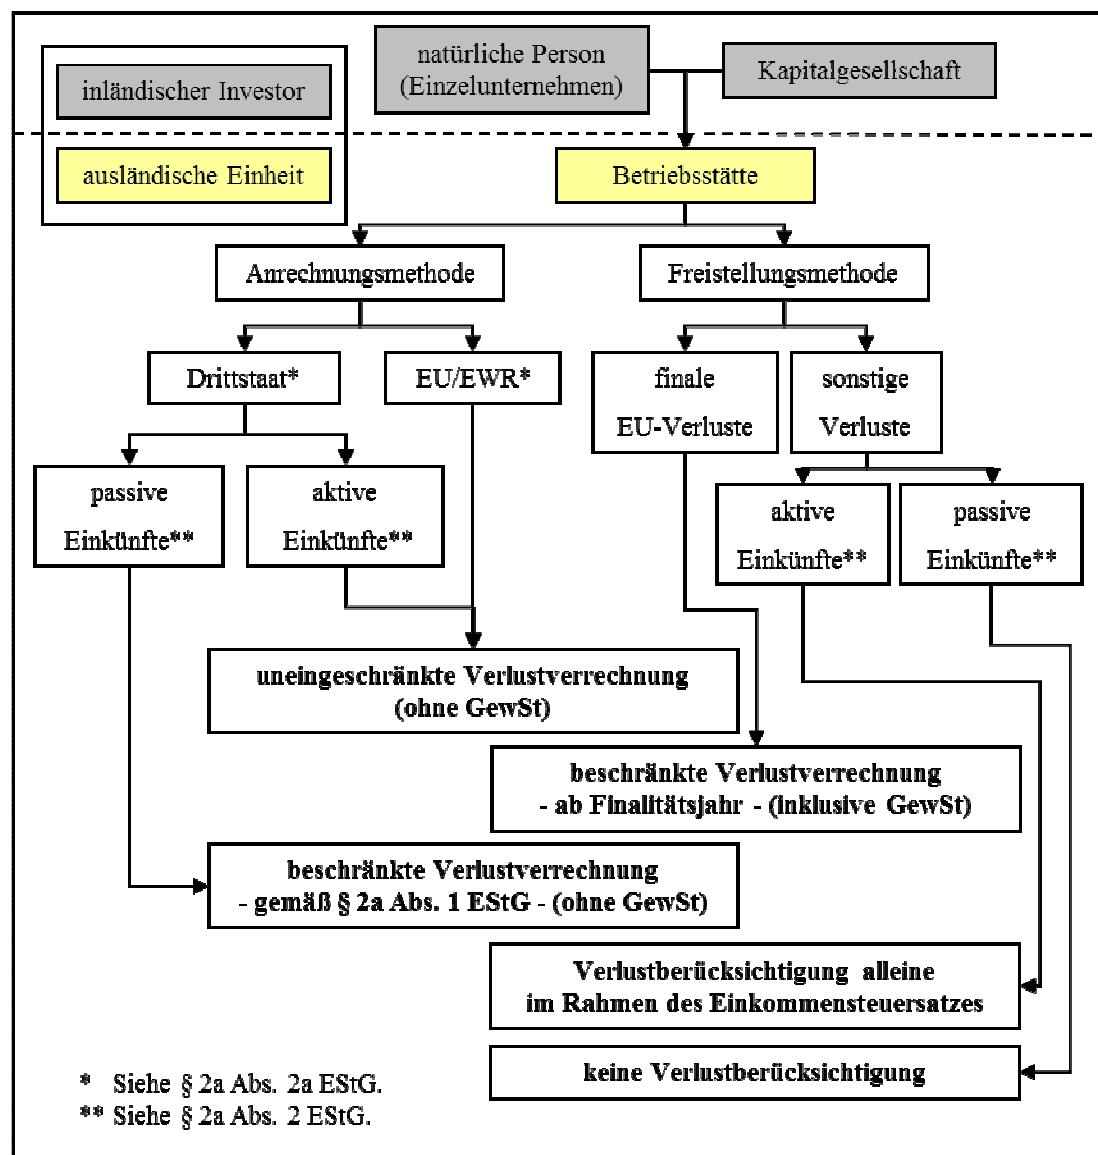 natürliche Person
(Einzelunternehmen)
Kapitalgesellschaft
inländischer Investor
ausländische Einheit
Betriebsstätte
Anrechnungsmethode
Freistellungsmethode
Drittstaat*
EU/EWR*
finale
EU-Verluste
sonstige
Verluste
passive
Einkünfte**
aktive
Einkünfte**
aktive
Einkünfte**
passive
Einkünfte**
uneingeschränkte Verlustverrechnung
(ohne GewSt)
beschränkte Verlustverrechnung
- ab Finalitätsjahr - (inklusive GewSt)
beschränkte Verlustverrechnung
- gemäß § 2a Abs. 1 EStG - (ohne GewSt)
Verlustberücksichtigung alleine
im Rahmen des Einkommensteuersatzes
keine Verlustberücksichtigung
* Siehe § 2a Abs. 2a EStG.
** Siehe § 2a Abs. 2 EStG.